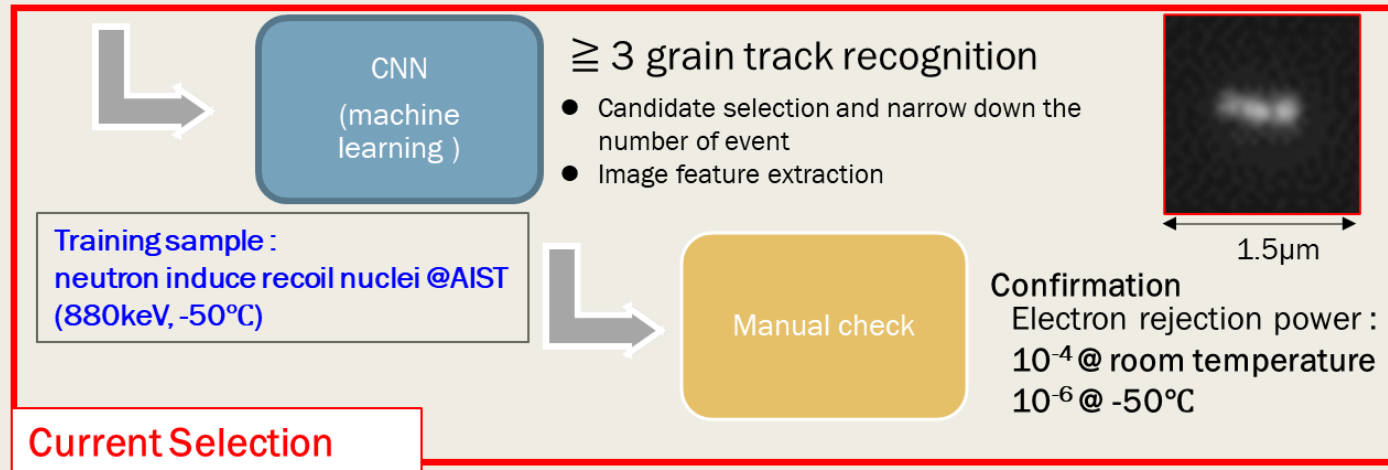 CNN
(machine
learning )
≧ 3 grain track recognition
● Candidate selection and narrow down the
number of event
● Image feature extraction
1.5μm
Training sample :
neutron induce recoil nuclei @AIST
(880keV, -50℃)
Manual check
Confirmation
Electron rejection power :
10⁻⁴ @ room temperature
10⁻⁶ @ -50℃
Current Selection